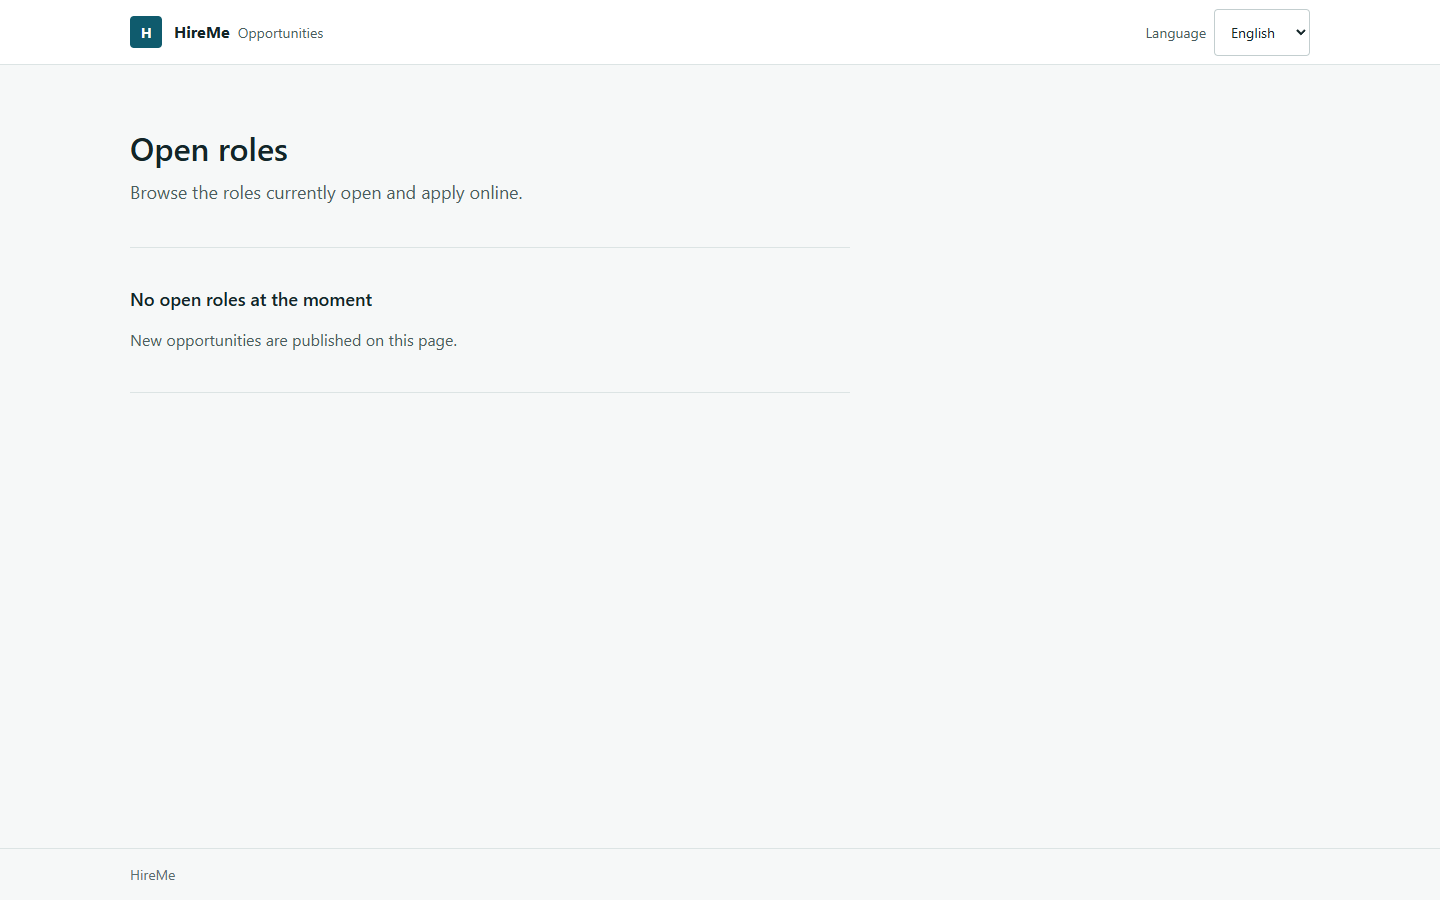 H HireMe Opportunities Language English
Open roles
Browse the roles currently open and apply online.
No open roles at the moment
New opportunities are published on this page.
HireMe